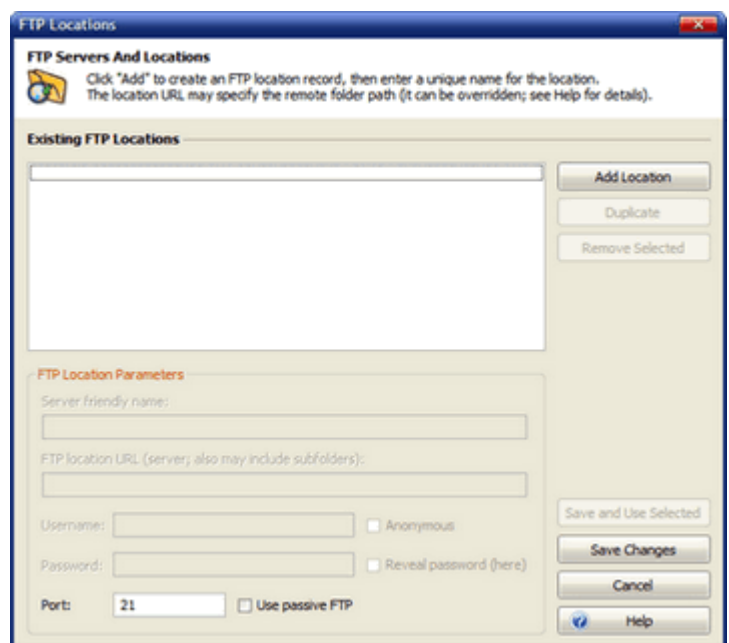 FTP Locations
FTP Servers And Locations
Click "Add" to create an FTP location record, then enter a unique name for the location.
The location URL may specify the remote folder path (it can be overridden; see Help for details).
Existing FTP Locations
Add Location
Duplicate
Remove Selected
FTP Location Parameters
Server friendly name:
FTP location URL (server; also may include subfolders):
Username:
Anonymous
Password:
Reveal password (here)
Port: 21 Use passive FTP
Save and Use Selected
Save Changes
Cancel
Help